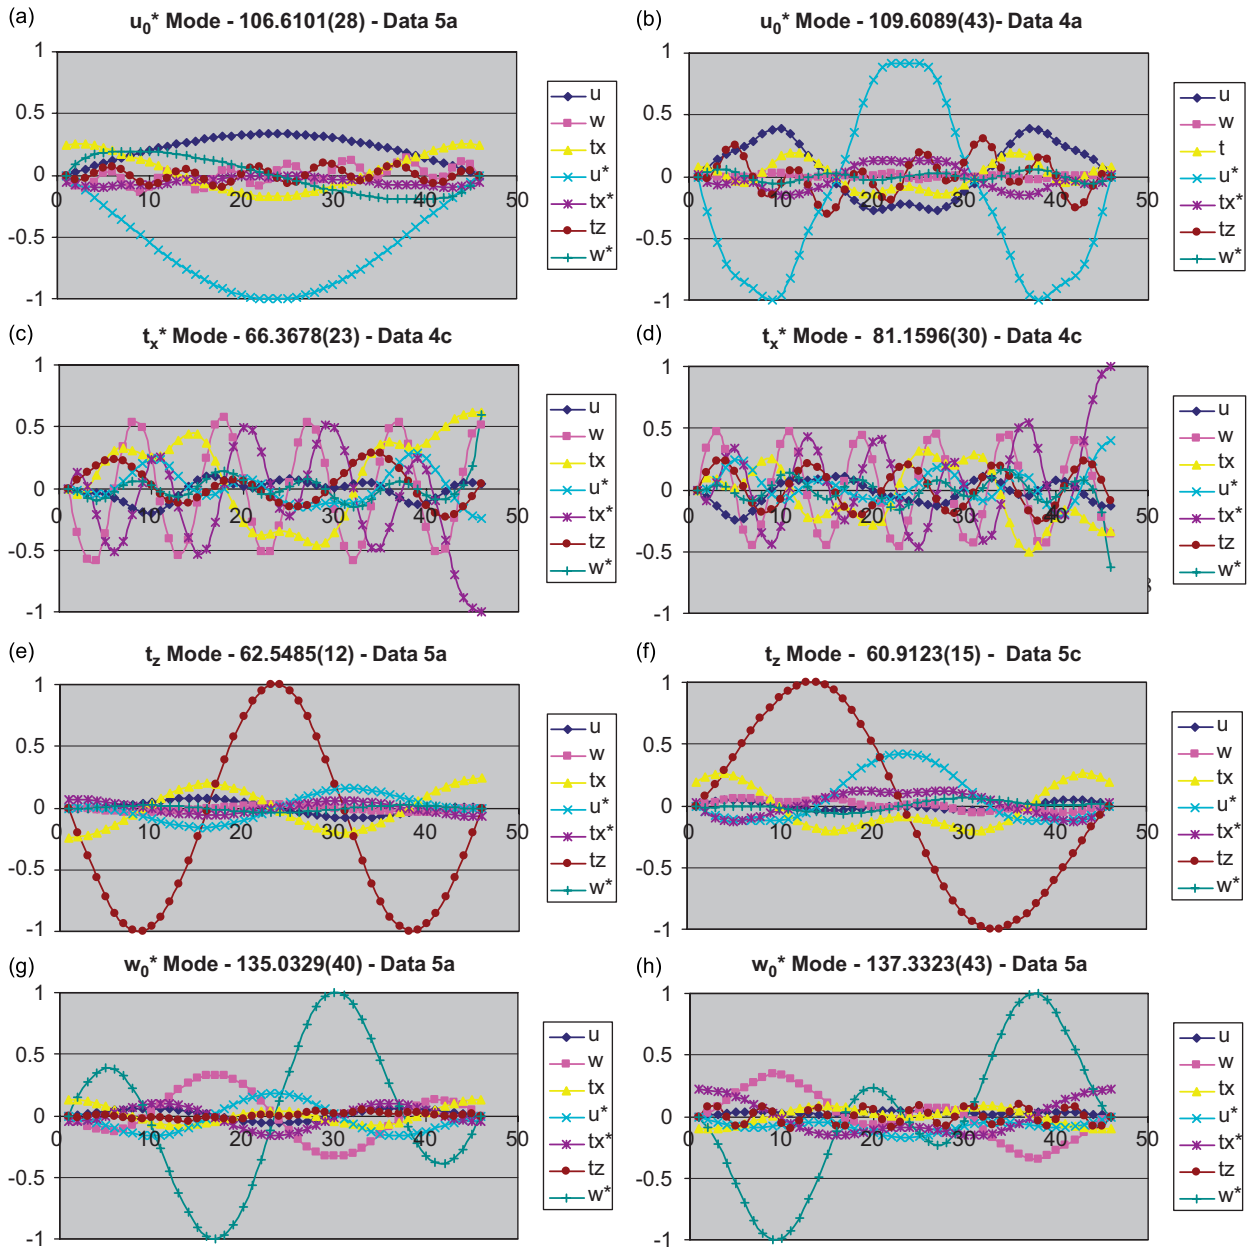 (a) u0* Mode - 106.6101(28) - Data 5a
1
0.5
0
-0.5
-1
0 10 20 30 40 50
u
w
tx
u*
tx*
tz
w*
(b) u0* Mode - 109.6089(43) - Data 4a
1
0.5
0
-0.5
-1
0 10 20 30 40 50
u
w
t
u*
tx*
tz
w*
(c) tx* Mode - 66.3678(23) - Data 4c
1
0.5
0
-0.5
-1
0 10 20 30 40 50
u
w
tx
u*
tx*
tz
w*
(d) tx* Mode - 81.1596(30) - Data 4c
1
0.5
0
-0.5
-1
0 10 20 30 40 50
u
w
tx
u*
tx*
tz
w*
(e) tz Mode - 62.5485(12) - Data 5a
1
0.5
0
-0.5
-1
0 10 20 30 40 50
u
w
tx
u*
tx*
tz
w*
(f) tz Mode - 60.9123(15) - Data 5c
1
0.5
0
-0.5
-1
0 10 20 30 40 50
u
w
tx
u*
tx*
tz
w*
(g) w0* Mode - 135.0329(40) - Data 5a
1
0.5
0
-0.5
-1
0 10 20 30 40 50
u
w
tx
u*
tx*
tz
w*
(h) w0* Mode - 137.3323(43) - Data 5a
1
0.5
0
-0.5
-1
0 10 20 30 40 50
u
w
tx
u*
tx*
tz
w*